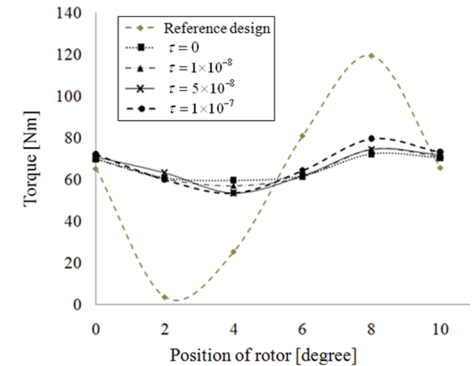 140
120
100
80
60
40
20
0
Torque [Nm]
Reference design
τ = 0
τ = 1×10⁻⁸
τ = 5×10⁻⁸
τ = 1×10⁻⁷
0 2 4 6 8 10
Position of rotor [degree]